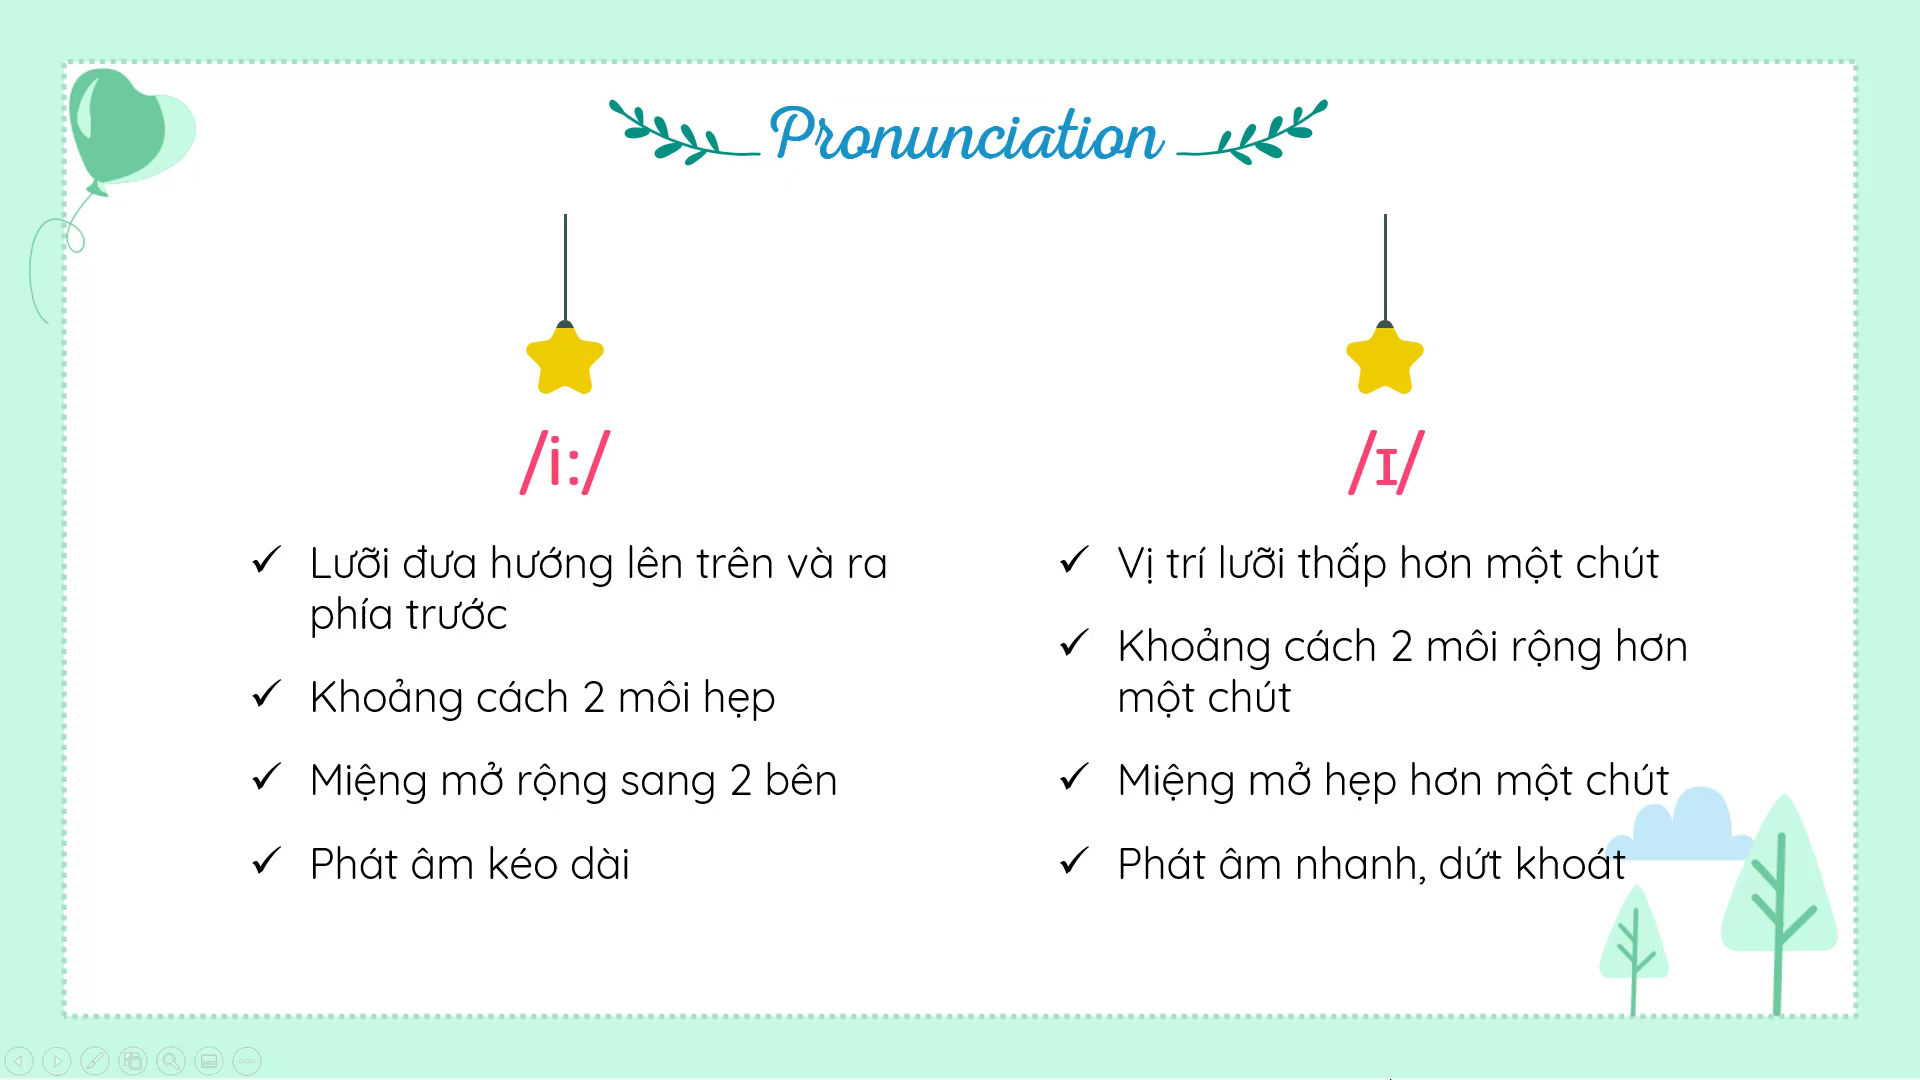 Pronunciation
/i:/
✓ Lưỡi đưa hướng lên trên và ra
phía trước
✓ Khoảng cách 2 môi hẹp
✓ Miệng mở rộng sang 2 bên
✓ Phát âm kéo dài
/ɪ/
✓ Vị trí lưỡi thấp hơn một chút
✓ Khoảng cách 2 môi rộng hơn
một chút
✓ Miệng mở hẹp hơn một chút
✓ Phát âm nhanh, dứt khoát